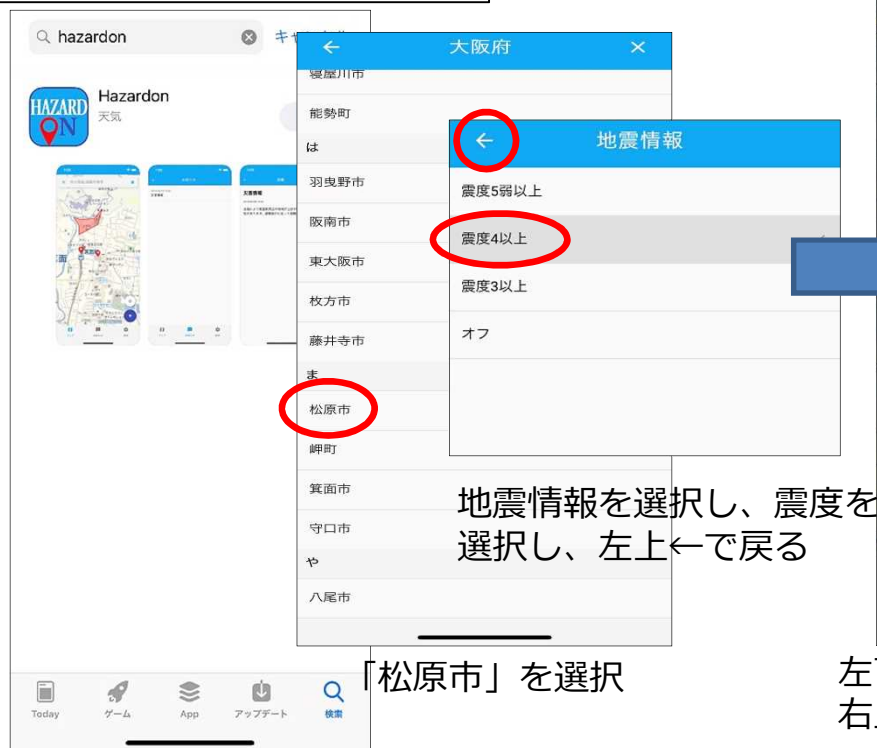 hazardon
HAZARD
ON
Hazardon
天気
Today
ゲーム
App
アップデート
検索
大阪府
寝屋川市
能勢町
は
羽曳野市
阪南市
東大阪市
枚方市
藤井寺市
ま
松原市
岬町
箕面市
守口市
や
八尾市
「松原市」を選択
地震情報
震度5弱以上
震度4以上
震度3以上
オフ
地震情報を選択し、震度を
選択し、左上←で戻る